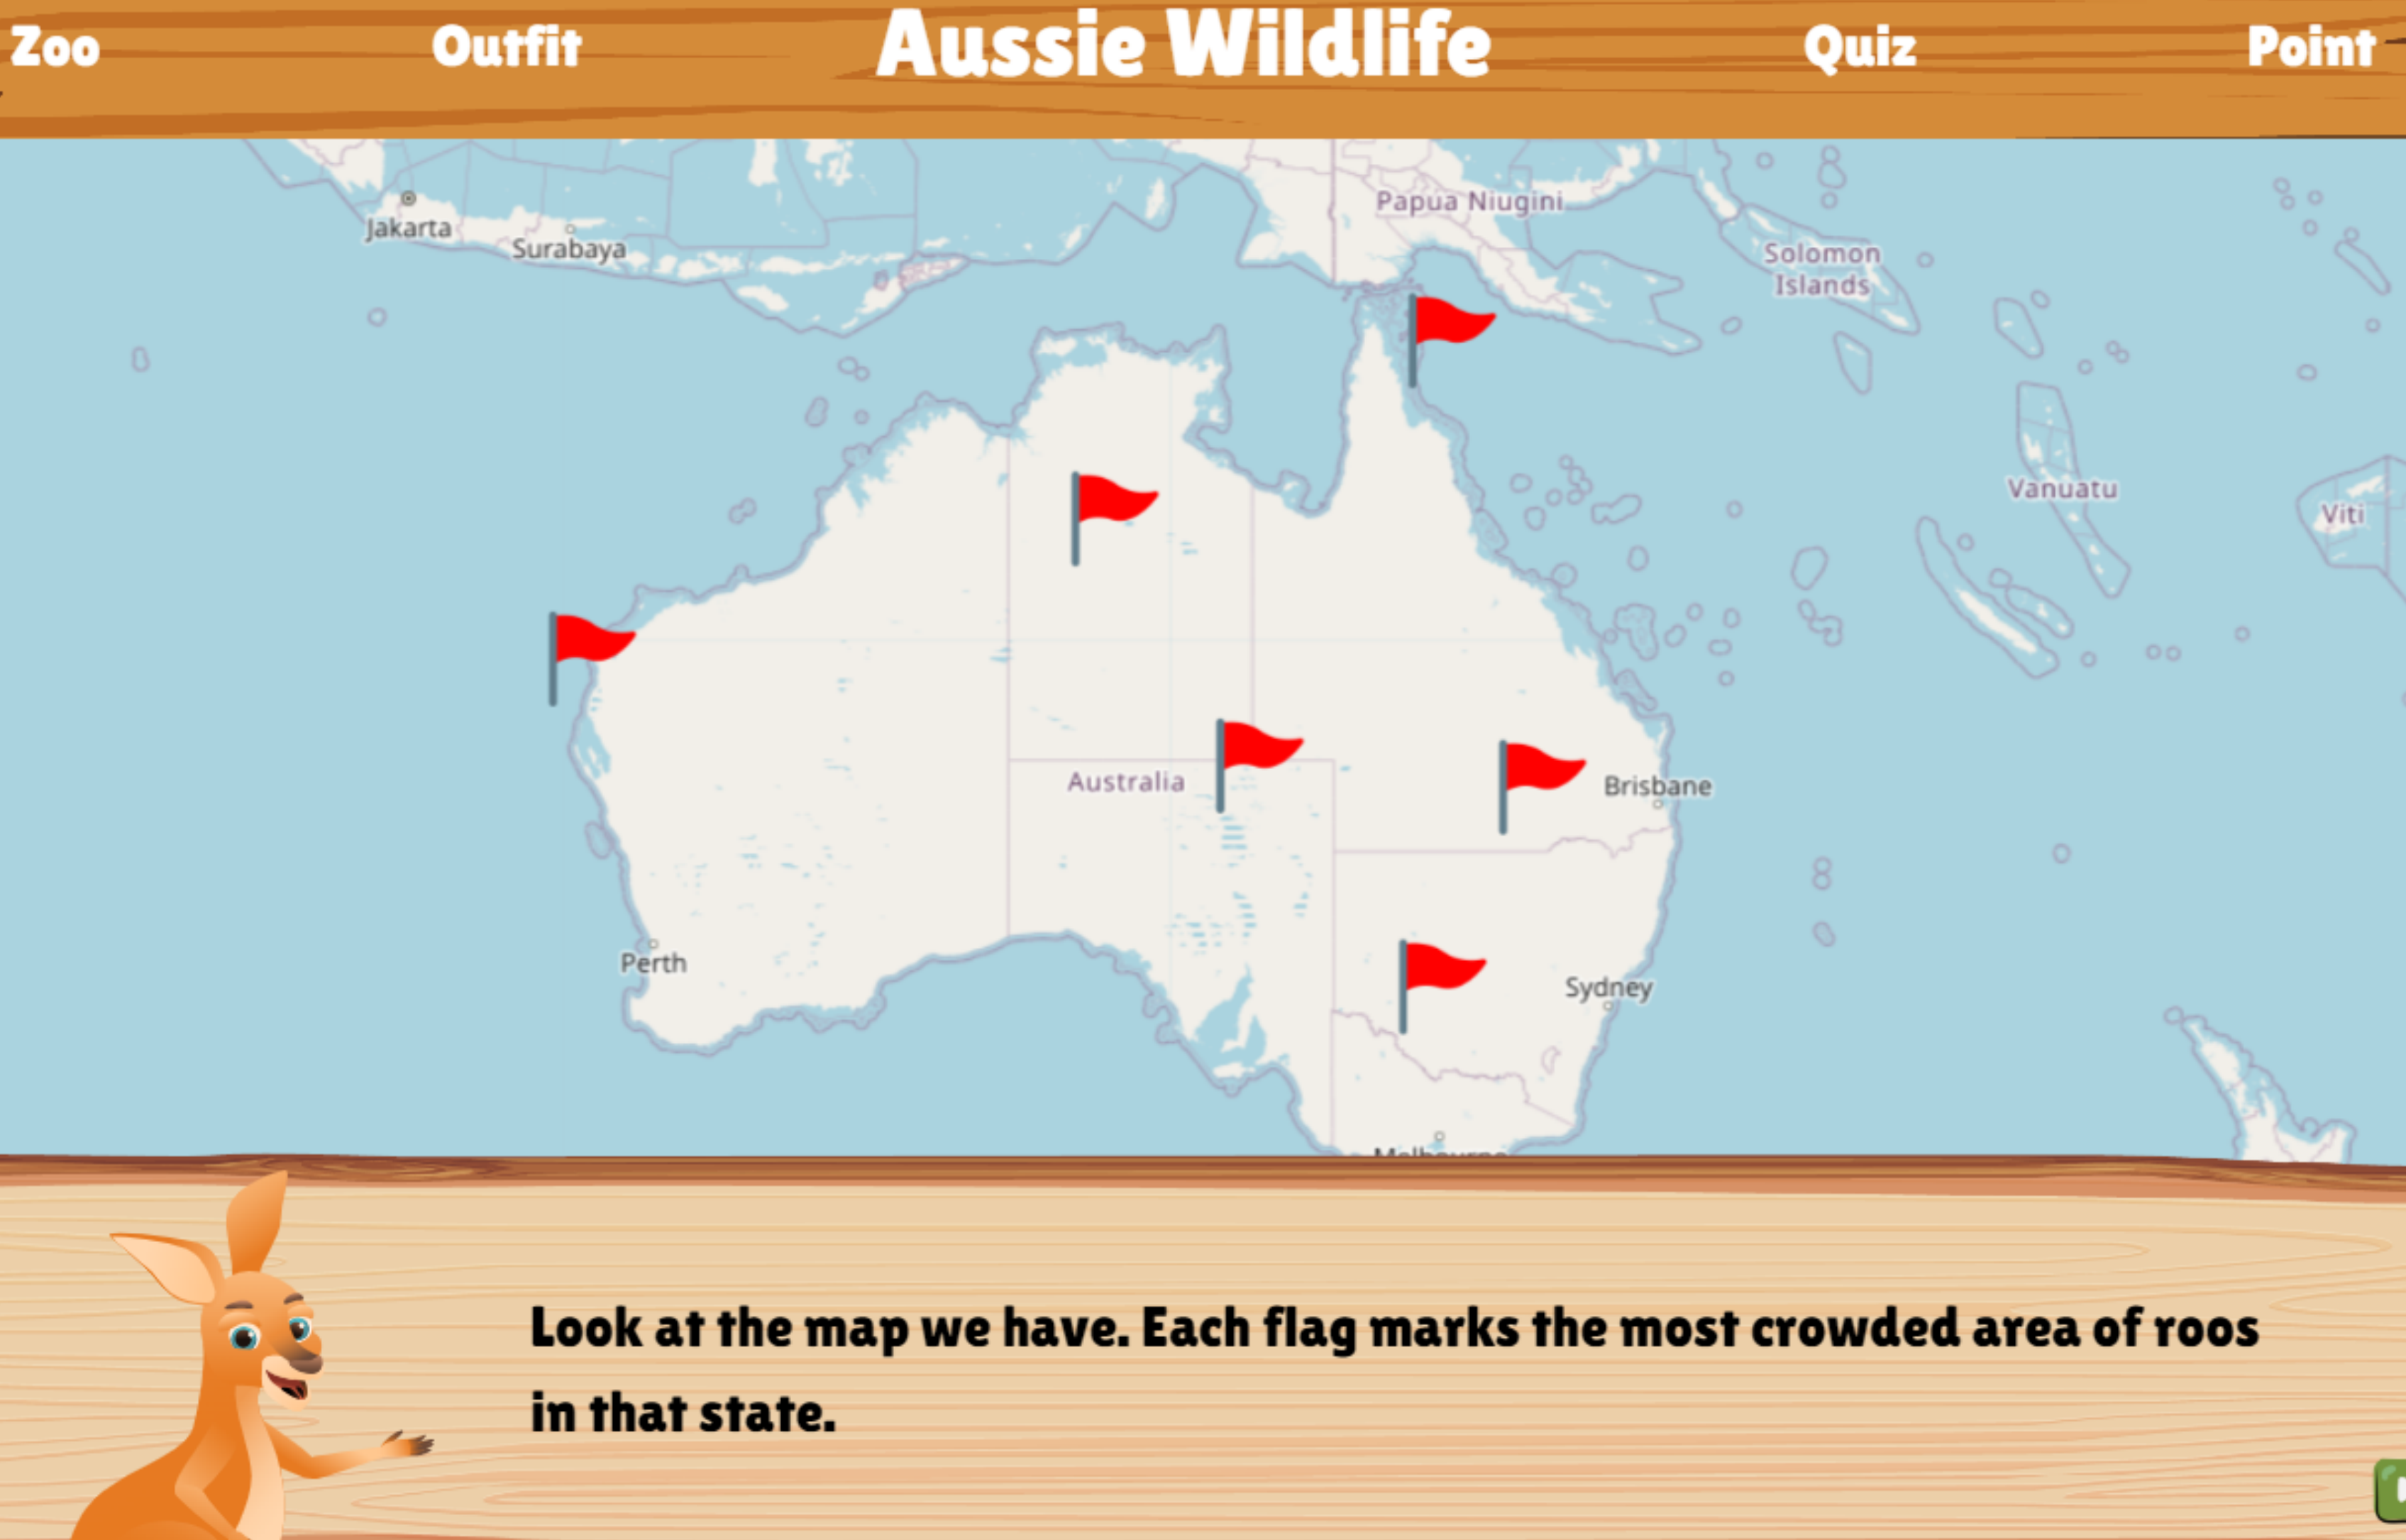 Zoo Outfit Aussie Wildlife Quiz Point
Papua Niugini
Jakarta
Surabaya
Solomon
Islands
Vanuatu
Viti
Australia
Brisbane
Perth
Sydney
Melbourne
Look at the map we have. Each flag marks the most crowded area of roos
in that state.